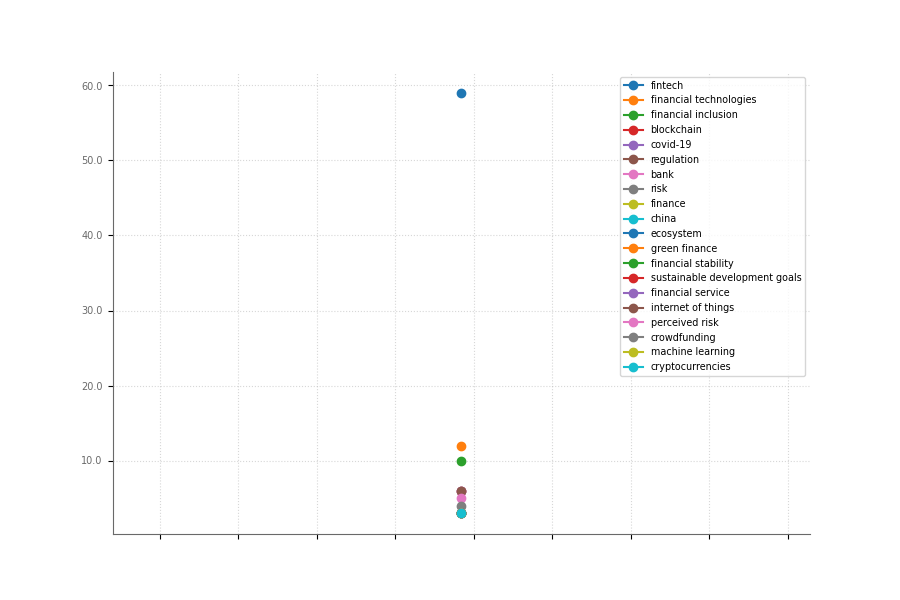 60.0
50.0
40.0
30.0
20.0
10.0
fintech
financial technologies
financial inclusion
blockchain
covid-19
regulation
bank
risk
finance
china
ecosystem
green finance
financial stability
sustainable development goals
financial service
internet of things
perceived risk
crowdfunding
machine learning
cryptocurrencies